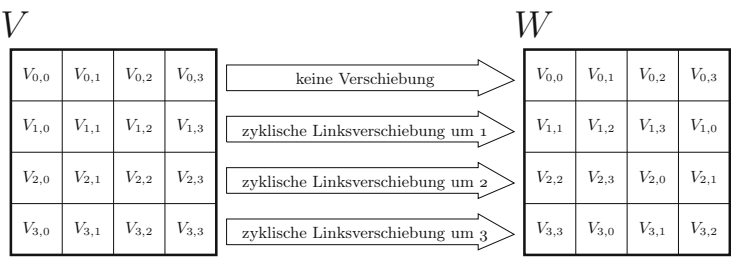 V W
V0,0 V0,1 V0,2 V0,3 keine Verschiebung V0,0 V0,1 V0,2 V0,3
V1,0 V1,1 V1,2 V1,3 zyklische Linksverschiebung um 1 V1,1 V1,2 V1,3 V1,0
V2,0 V2,1 V2,2 V2,3 zyklische Linksverschiebung um 2 V2,2 V2,3 V2,0 V2,1
V3,0 V3,1 V3,2 V3,3 zyklische Linksverschiebung um 3 V3,3 V3,0 V3,1 V3,2